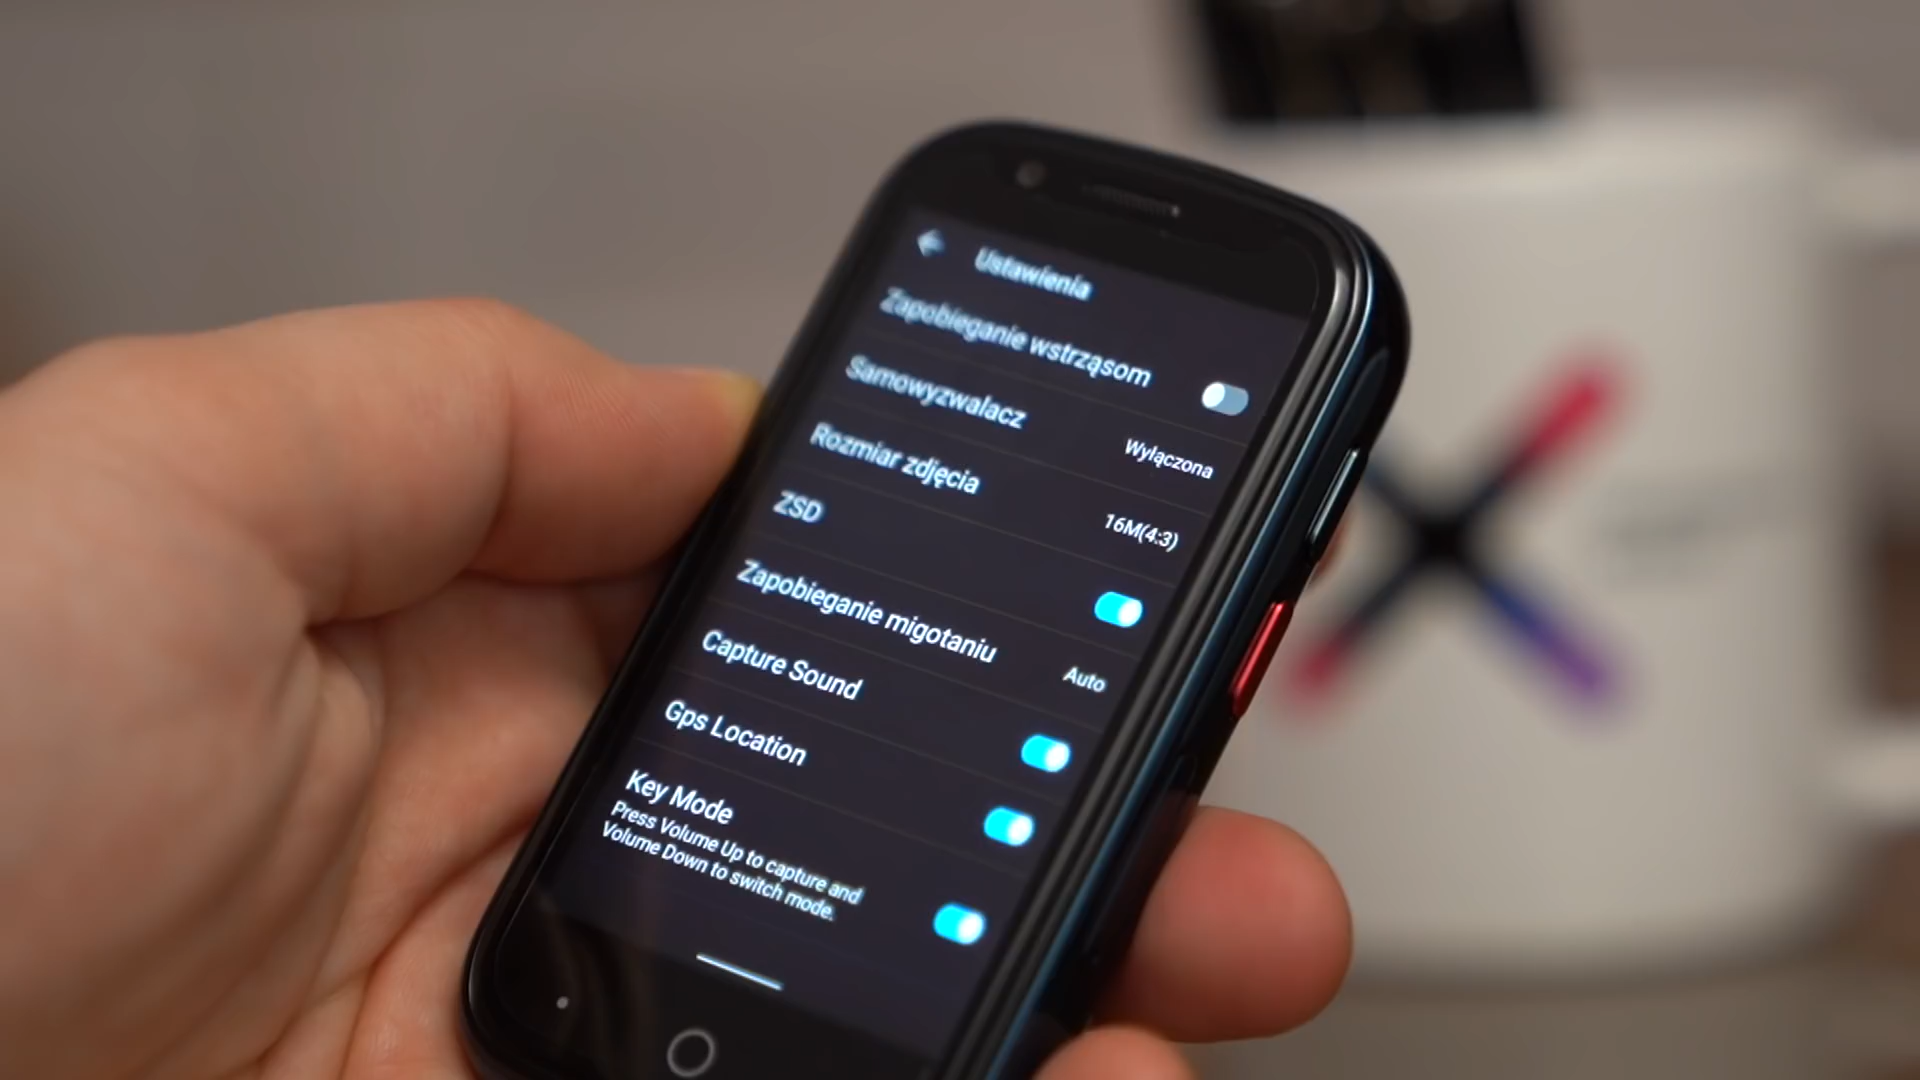 Ustawienia
Zapobieganie wstrząsom
Samowyzwalacz
Wyłączona
Rozmiar zdjęcia
16M(4:3)
ZSD
Zapobieganie migotaniu
Auto
Capture Sound
Gps Location
Key Mode
Press Volume Up to capture and
Volume Down to switch mode.